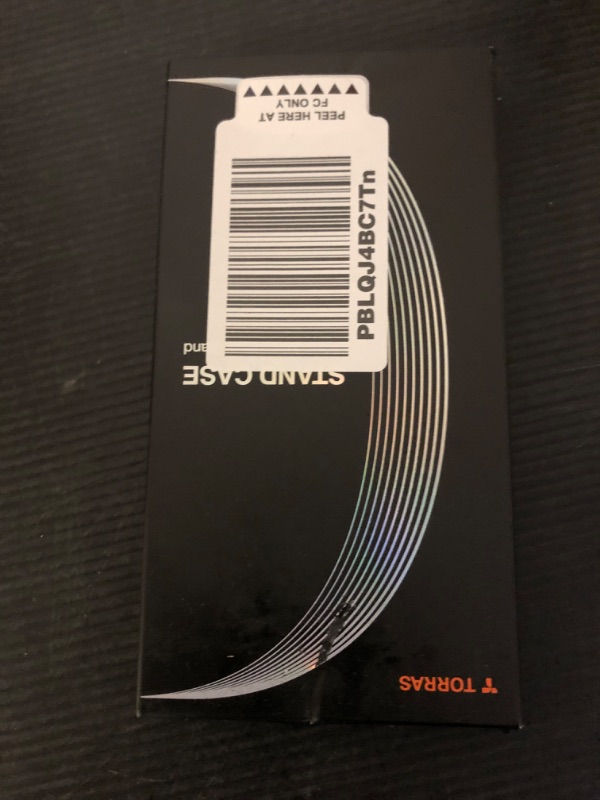 TORRAS
STAND CASE
PBLQJ4BC7Tn
PEEL HERE AT
FC ONLY